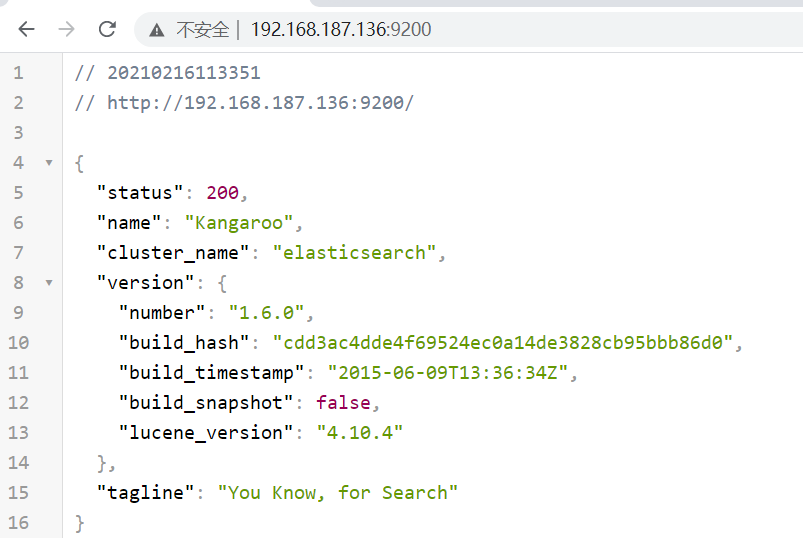 不安全 | 192.168.187.136:9200
1 // 20210216113351
2 // http://192.168.187.136:9200/
3
4 {
5 "status": 200,
6 "name": "Kangaroo",
7 "cluster_name": "elasticsearch",
8 "version": {
9 "number": "1.6.0",
10 "build_hash": "cdd3ac4dde4f69524ec0a14de3828cb95bbb86d0",
11 "build_timestamp": "2015-06-09T13:36:34Z",
12 "build_snapshot": false,
13 "lucene_version": "4.10.4"
14 },
15 "tagline": "You Know, for Search"
16 }